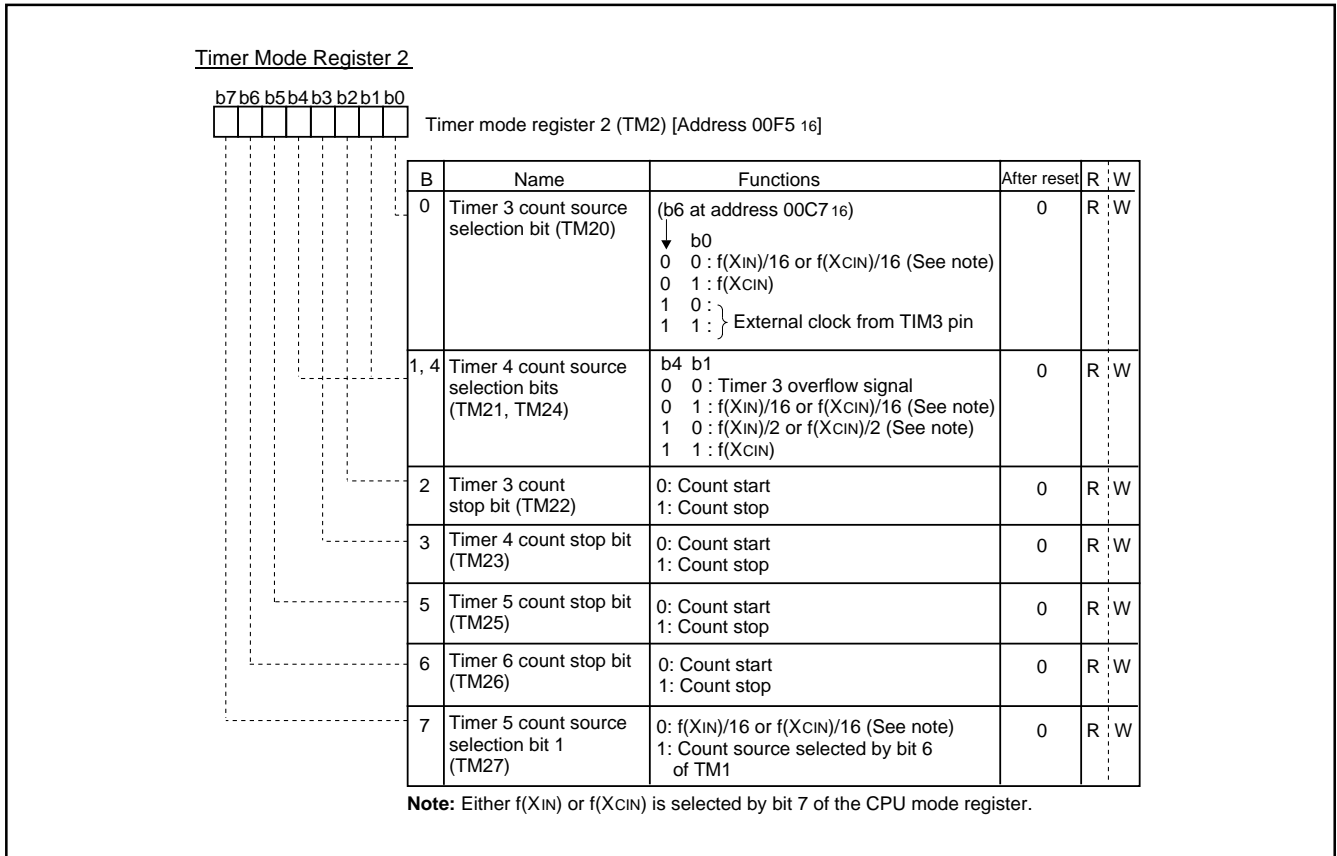 Timer Mode Register 2
b7 b6 b5 b4 b3 b2 b1 b0
Timer mode register 2 (TM2) [Address 00F5 16]
B Name Functions After reset R W
0 Timer 3 count source selection bit (TM20) (b6 at address 00C7 16) 0 R W
b0
0 0 : f(XIN)/16 or f(XCIN)/16 (See note)
0 1 : f(XCIN)
1 0 :
1 1 : External clock from TIM3 pin
1, 4 Timer 4 count source selection bits (TM21, TM24) b4 b1 0 R W
0 0 : Timer 3 overflow signal
0 1 : f(XIN)/16 or f(XCIN)/16 (See note)
1 0 : f(XIN)/2 or f(XCIN)/2 (See note)
1 1 : f(XCIN)
2 Timer 3 count stop bit (TM22) 0: Count start 0 R W
1: Count stop
3 Timer 4 count stop bit (TM23) 0: Count start 0 R W
1: Count stop
5 Timer 5 count stop bit (TM25) 0: Count start 0 R W
1: Count stop
6 Timer 6 count stop bit (TM26) 0: Count start 0 R W
1: Count stop
7 Timer 5 count source selection bit 1 (TM27) 0: f(XIN)/16 or f(XCIN)/16 (See note) 0 R W
1: Count source selected by bit 6
of TM1
Note: Either f(XIN) or f(XCIN) is selected by bit 7 of the CPU mode register.